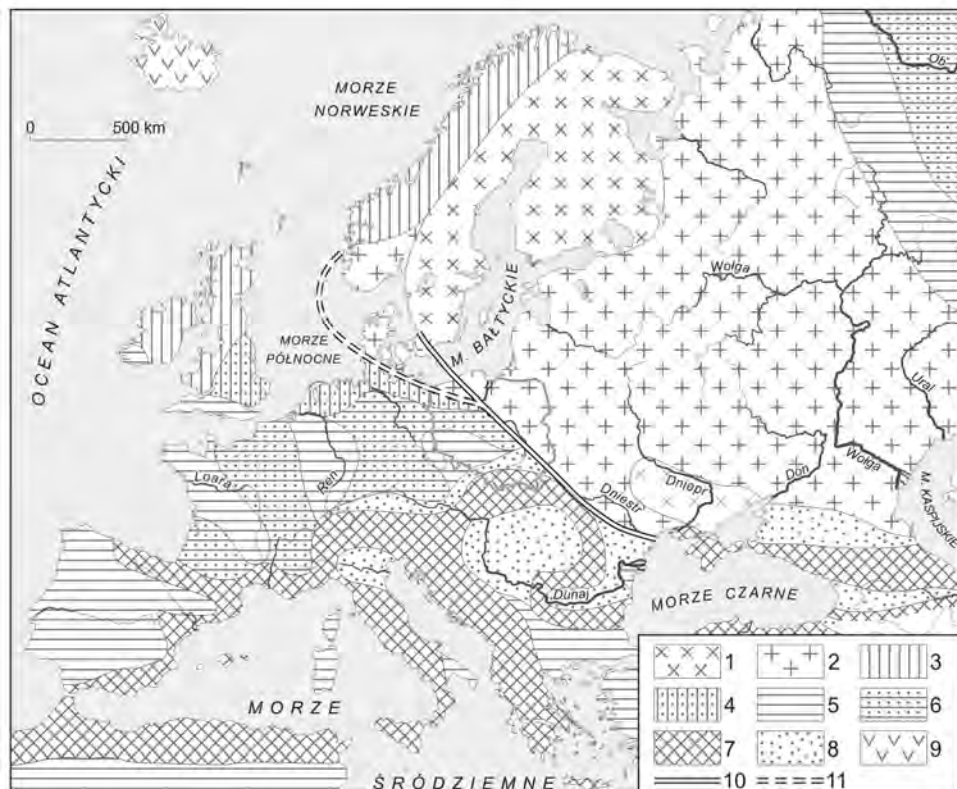 Ob
MORZE
NORWESKIE
0 500 km
OCEAN ATLANTYCKI
Wołga
M. BAŁTYCKIE
MORZE
PÓŁNOCNE
Ural
Loara
Ren
Dniepr
Don
Wołga
Dniestr
M. KASPIJSKIE
Dunaj
MORZE CZARNE
1 2 3
4 5 6
7 8 9
10 11
MORZE
ŚRÓDZIEMNE